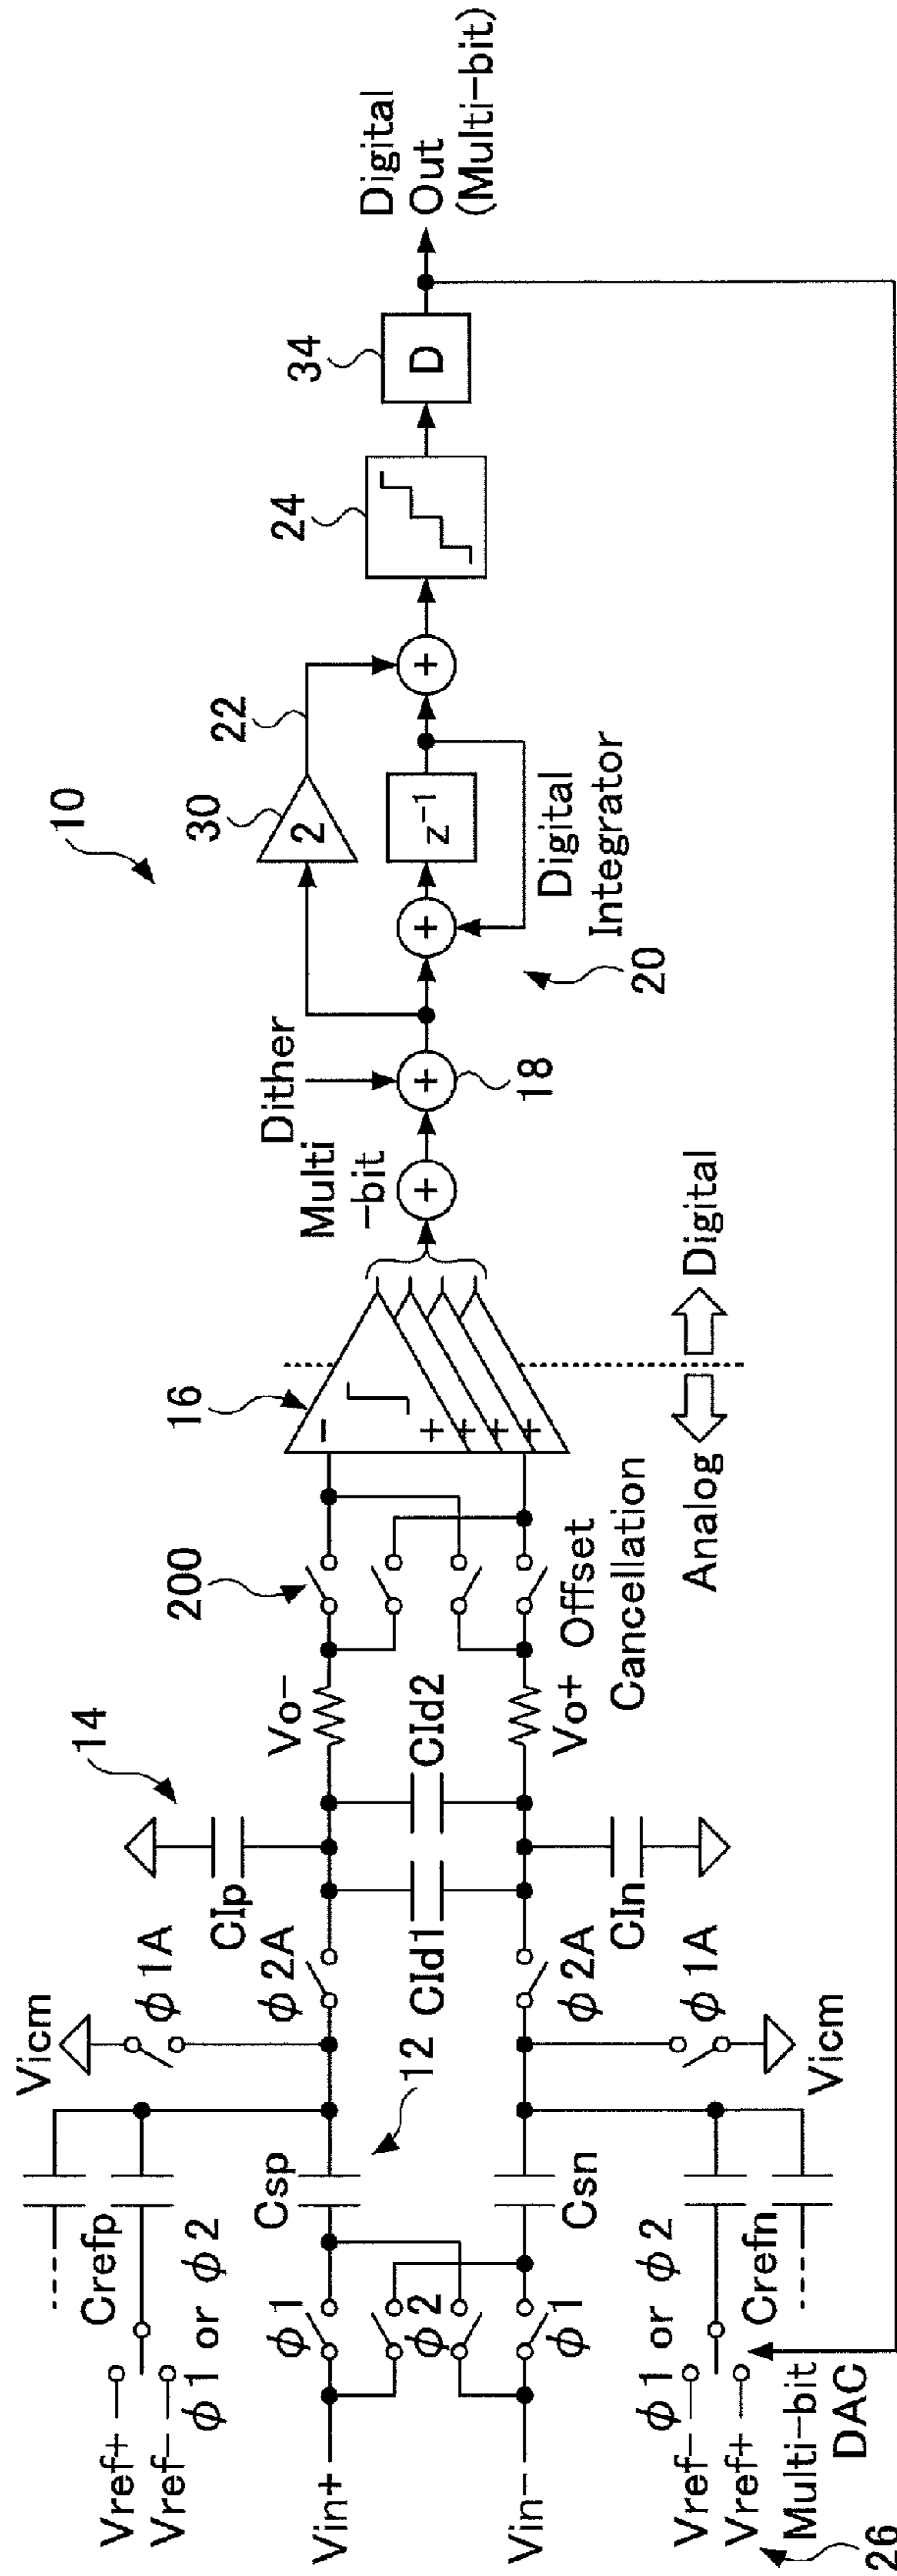 10
Vicm
Vref+
Vref-
Crefp
ϕ1 or ϕ2
ϕ1A
ϕ2A
CIp
14
12
Vin+
Vin-
ϕ1
ϕ2
ϕ1
Csp
Csn
CId1
CId2
Vo-
Vo+
200
Offset
Cancellation
16
-
+
+
+
+
Analog
Digital
Multi
-bit
+
Dither
+
18
20
+
z-1
Digital
Integrator
30
2
22
+
24
34
D
Digital
Out
(Multi-bit)
ϕ2A
ϕ1A
CIn
Vicm
ϕ1 or ϕ2
Vref-
Vref+
Crefn
Multi-bit
DAC
26